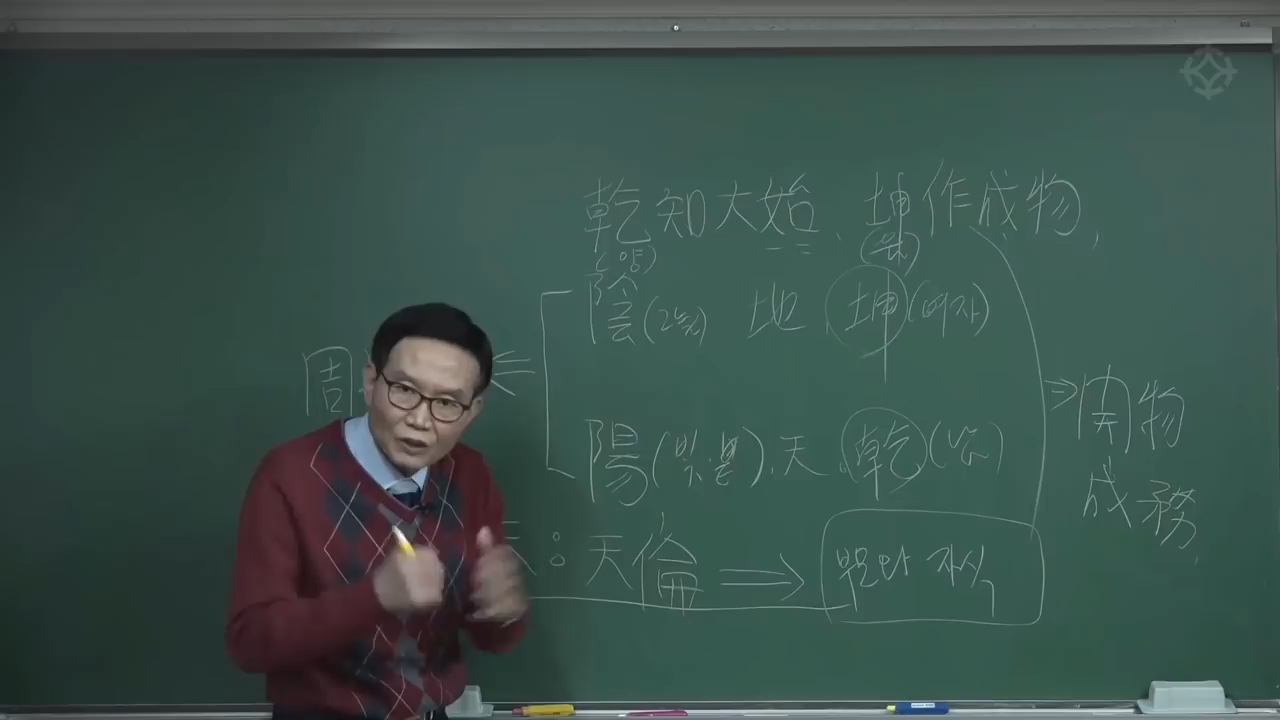 乾知大始、坤作成物,
(양) (음)
陰(그늘) 地 坤(여자)
周
陽(빛·볕)、天、乾(남)
開物
成務
天倫 ⇒ 부모와 자식